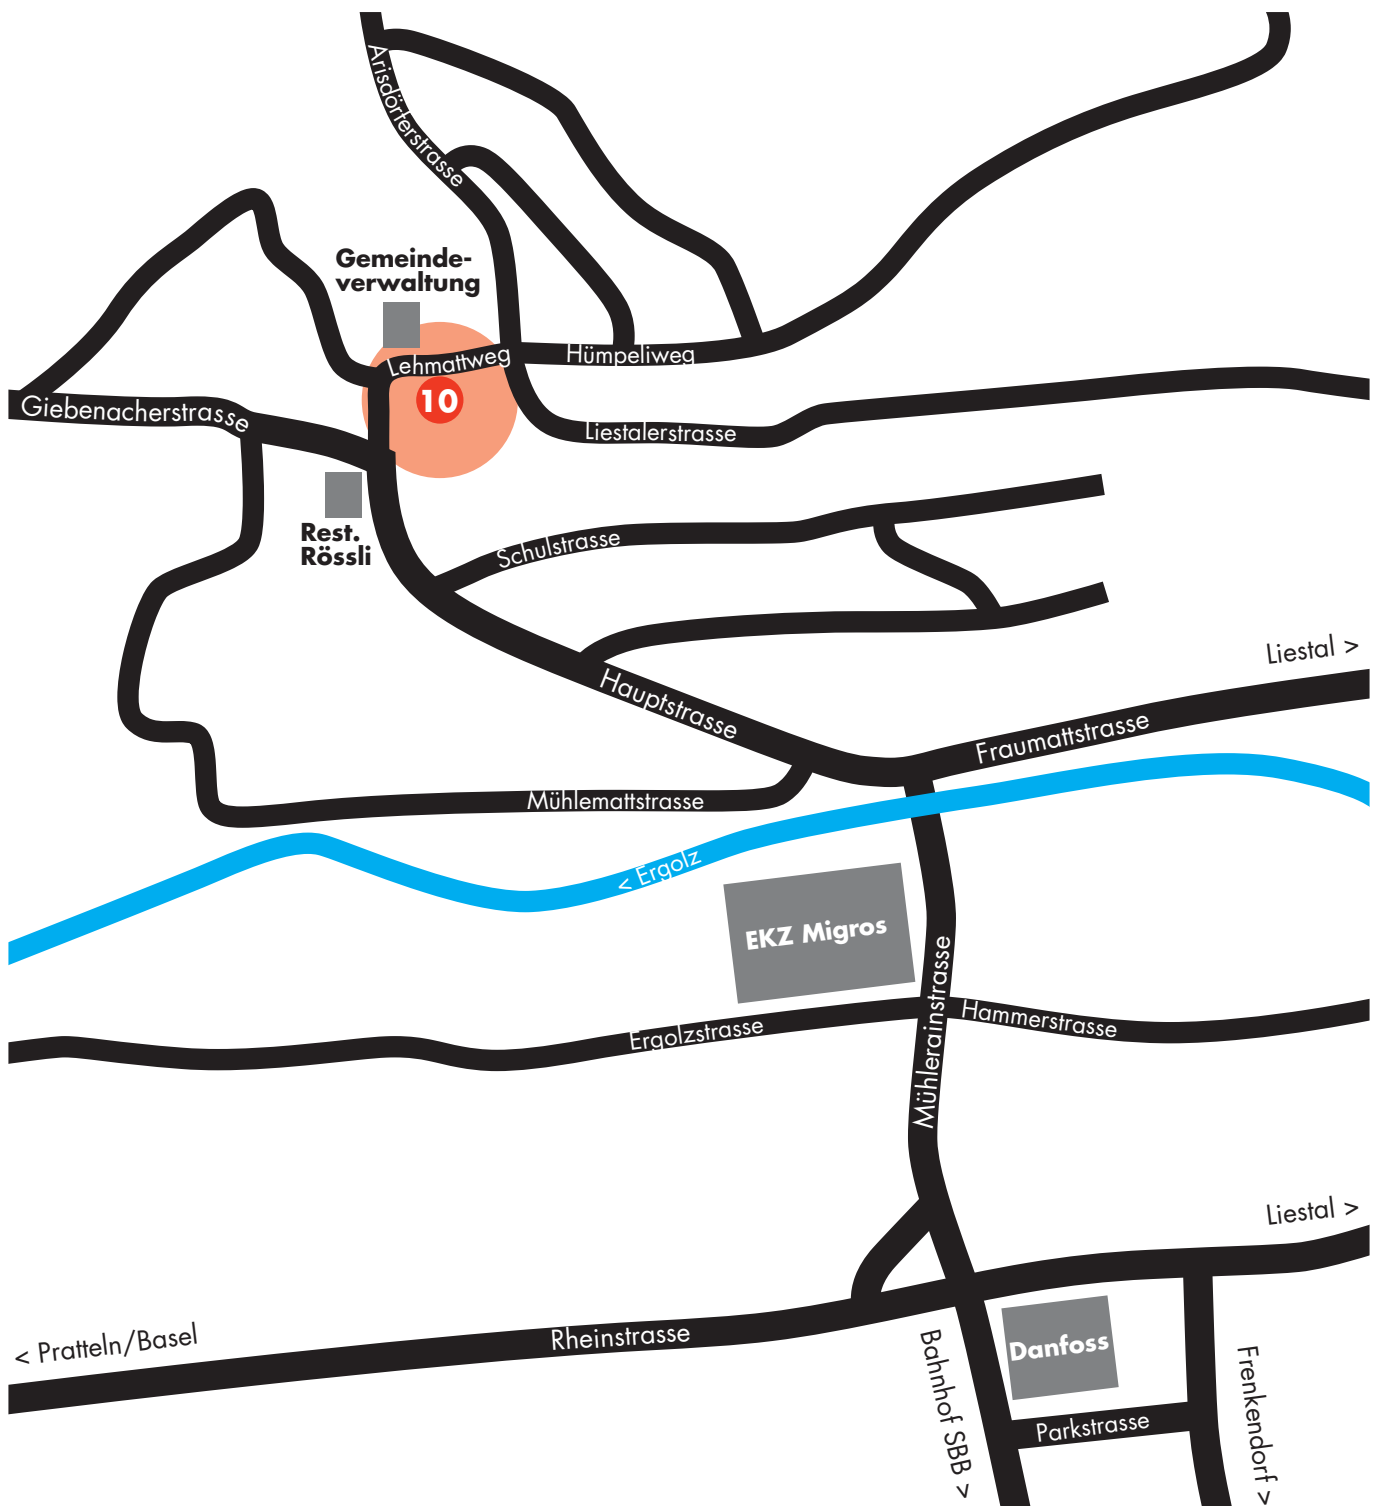 Arisdörferstrasse
Gemeinde-
verwaltung
Lehmattweg
Hümpeliweg
10
Giebenacherstrasse
Liestalerstrasse
Rest.
Rössli
Schulstrasse
Liestal >
Hauptstrasse
Fraumattstrasse
Mühlemattstrasse
< Ergolz
EKZ Migros
Mühlerainstrasse
Hammerstrasse
Ergolzstrasse
Liestal >
< Pratteln/Basel
Rheinstrasse
Danfoss
Bahnhof SBB >
Frenkendorf >
Parkstrasse